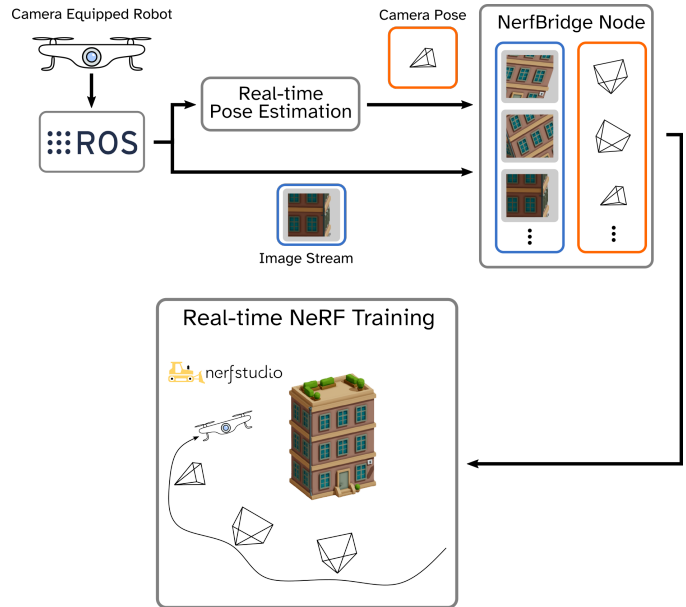 Camera Equipped Robot
Camera Pose
NerfBridge Node
Real-time
Pose Estimation
ROS
Image Stream
Real-time NeRF Training
nerfstudio